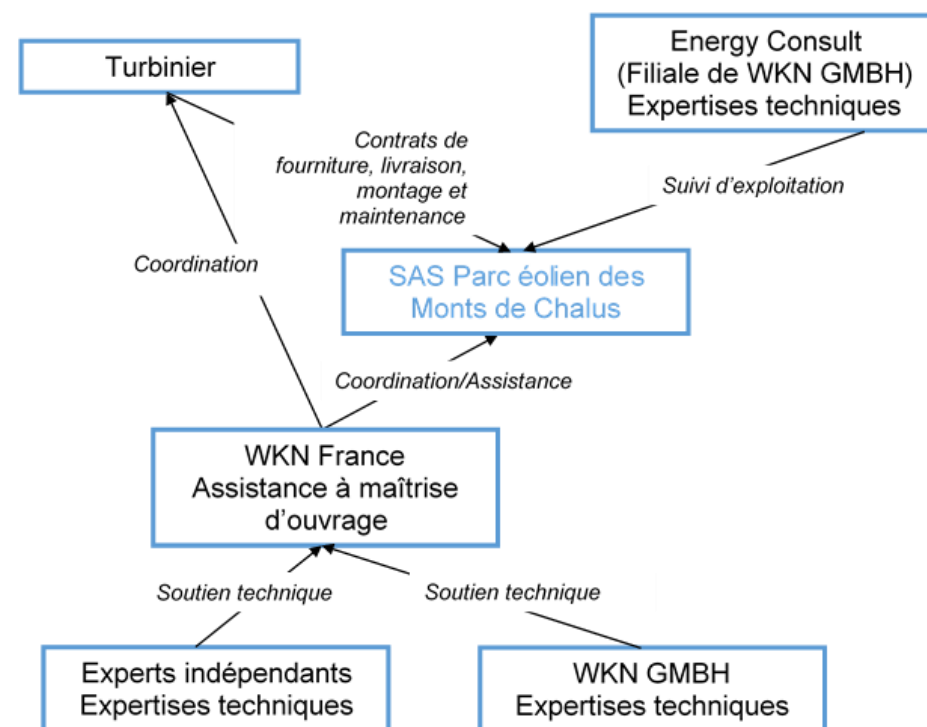 Turbinier
Energy Consult
(Filiale de WKN GMBH)
Expertises techniques
Contrats de
fourniture, livraison,
montage et
maintenance
Suivi d'exploitation
Coordination
SAS Parc éolien des
Monts de Chalus
Coordination/Assistance
WKN France
Assistance à maîtrise
d'ouvrage
Soutien technique
Soutien technique
Experts indépendants
Expertises techniques
WKN GMBH
Expertises techniques